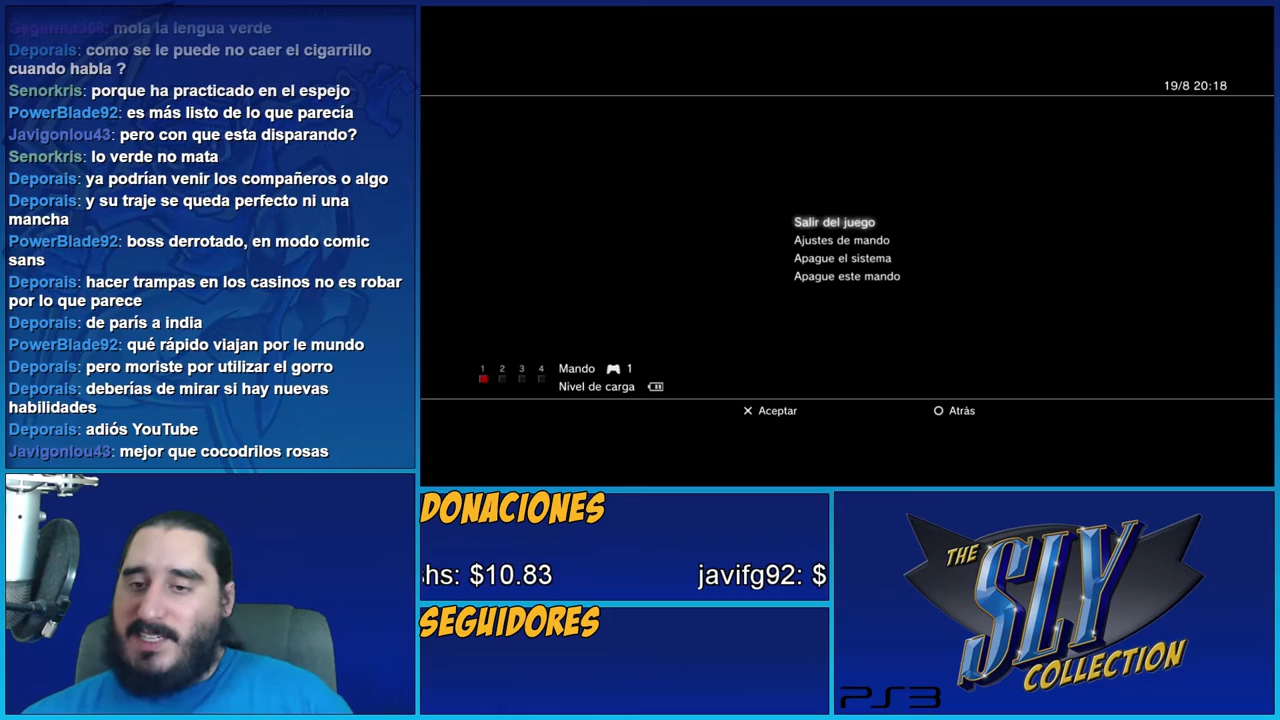 mola la lengua verde
Deporais: como se le puede no caer el cigarrillo
cuando habla ?
Senorkris: porque ha practicado en el espejo
PowerBlade92: es más listo de lo que parecía
Javigonlou43: pero con que esta disparando?
Senorkris: lo verde no mata
Deporais: ya podrían venir los compañeros o algo
Deporais: y su traje se queda perfecto ni una
mancha
PowerBlade92: boss derrotado, en modo comic
sans
Deporais: hacer trampas en los casinos no es robar
por lo que parece
Deporais: de parís a india
PowerBlade92: qué rápido viajan por le mundo
Deporais: pero moriste por utilizar el gorro
Deporais: deberías de mirar si hay nuevas
habilidades
Deporais: adiós YouTube
Javigonlou43: mejor que cocodrilos rosas
19/8 20:18
Salir del juego
Ajustes de mando
Apague el sistema
Apague este mando
1 2 3 4
Mando 1
Nivel de carga
Aceptar
Atrás
DONACIONES
hs: $10.83 javifg92: $
SEGUIDORES
THE
SLY
COLLECTION
PS3